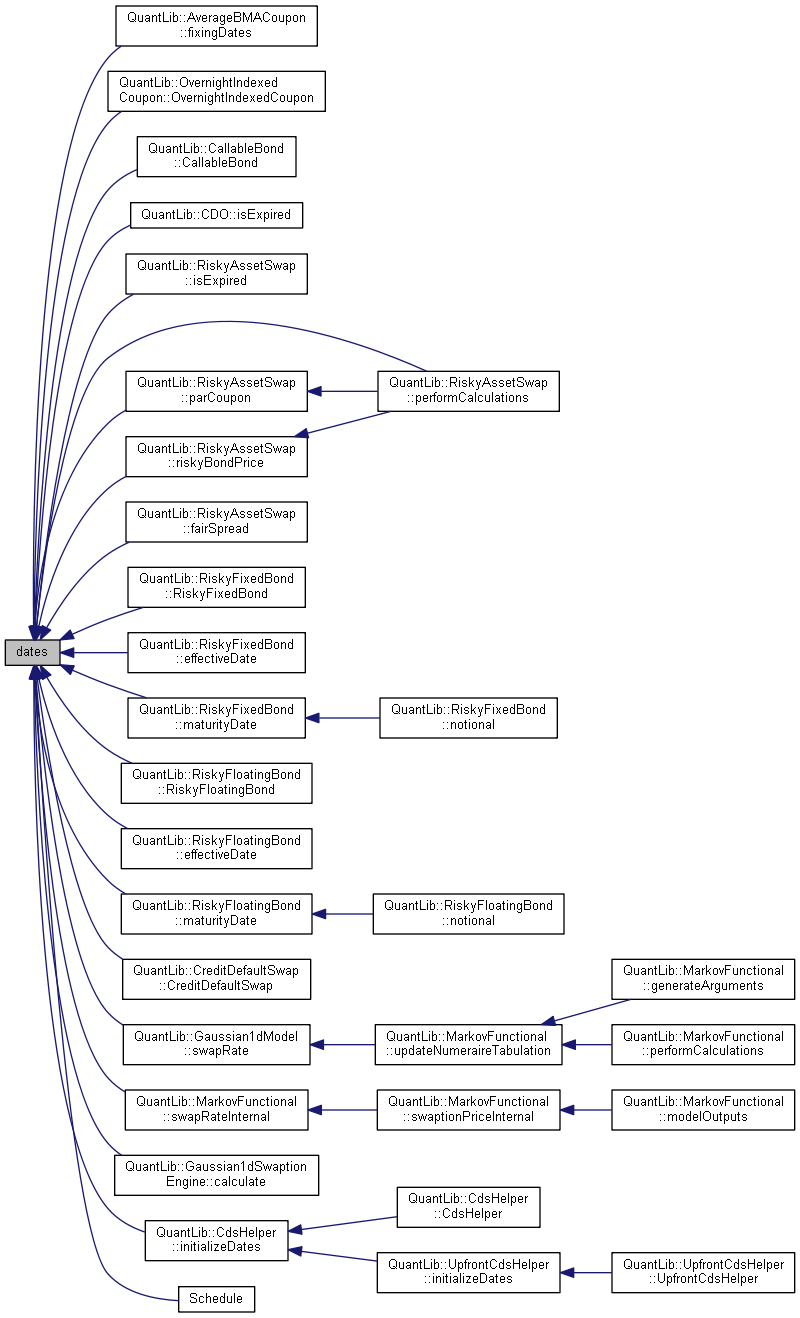 QuantLib::AverageBMACoupon
::fixingDates
QuantLib::OvernightIndexed
Coupon::OvernightIndexedCoupon
QuantLib::CallableBond
::CallableBond
QuantLib::CDO::isExpired
QuantLib::RiskyAssetSwap
::isExpired
QuantLib::RiskyAssetSwap
::parCoupon
QuantLib::RiskyAssetSwap
::performCalculations
QuantLib::RiskyAssetSwap
::riskyBondPrice
QuantLib::RiskyAssetSwap
::fairSpread
QuantLib::RiskyFixedBond
::RiskyFixedBond
dates
QuantLib::RiskyFixedBond
::effectiveDate
QuantLib::RiskyFixedBond
::maturityDate
QuantLib::RiskyFixedBond
::notional
QuantLib::RiskyFloatingBond
::RiskyFloatingBond
QuantLib::RiskyFloatingBond
::effectiveDate
QuantLib::RiskyFloatingBond
::maturityDate
QuantLib::RiskyFloatingBond
::notional
QuantLib::CreditDefaultSwap
::CreditDefaultSwap
QuantLib::MarkovFunctional
::generateArguments
QuantLib::Gaussian1dModel
::swapRate
QuantLib::MarkovFunctional
::updateNumeraireTabulation
QuantLib::MarkovFunctional
::performCalculations
QuantLib::MarkovFunctional
::swapRateInternal
QuantLib::MarkovFunctional
::swaptionPriceInternal
QuantLib::MarkovFunctional
::modelOutputs
QuantLib::Gaussian1dSwaption
Engine::calculate
QuantLib::CdsHelper
::CdsHelper
QuantLib::CdsHelper
::initializeDates
QuantLib::UpfrontCdsHelper
::initializeDates
QuantLib::UpfrontCdsHelper
::UpfrontCdsHelper
Schedule